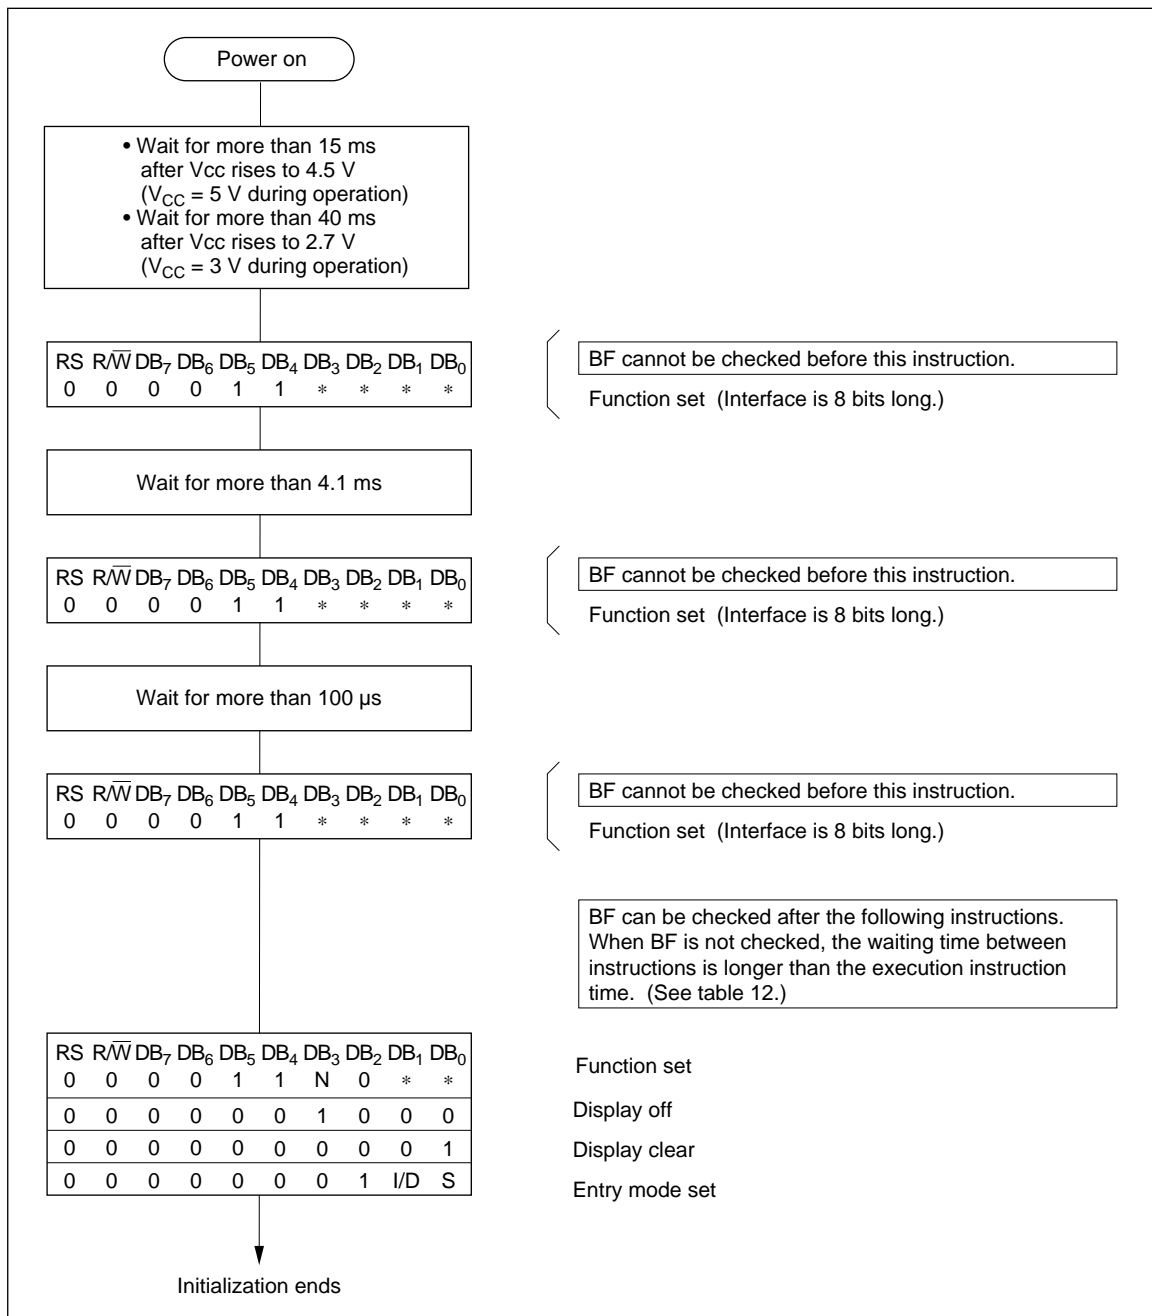 Power on
• Wait for more than 15 ms
after Vcc rises to 4.5 V
(VCC = 5 V during operation)
• Wait for more than 40 ms
after Vcc rises to 2.7 V
(VCC = 3 V during operation)
RS R/W̅ DB7 DB6 DB5 DB4 DB3 DB2 DB1 DB0
0 0 0 0 1 1 * * * *
BF cannot be checked before this instruction.
Function set (Interface is 8 bits long.)
Wait for more than 4.1 ms
RS R/W̅ DB7 DB6 DB5 DB4 DB3 DB2 DB1 DB0
0 0 0 0 1 1 * * * *
BF cannot be checked before this instruction.
Function set (Interface is 8 bits long.)
Wait for more than 100 µs
RS R/W̅ DB7 DB6 DB5 DB4 DB3 DB2 DB1 DB0
0 0 0 0 1 1 * * * *
BF cannot be checked before this instruction.
Function set (Interface is 8 bits long.)
BF can be checked after the following instructions.
When BF is not checked, the waiting time between
instructions is longer than the execution instruction
time. (See table 12.)
RS R/W̅ DB7 DB6 DB5 DB4 DB3 DB2 DB1 DB0
0 0 0 0 1 1 N 0 * *
Function set
0 0 0 0 0 0 1 0 0 0
Display off
0 0 0 0 0 0 0 0 0 1
Display clear
0 0 0 0 0 0 0 1 I/D S
Entry mode set
Initialization ends